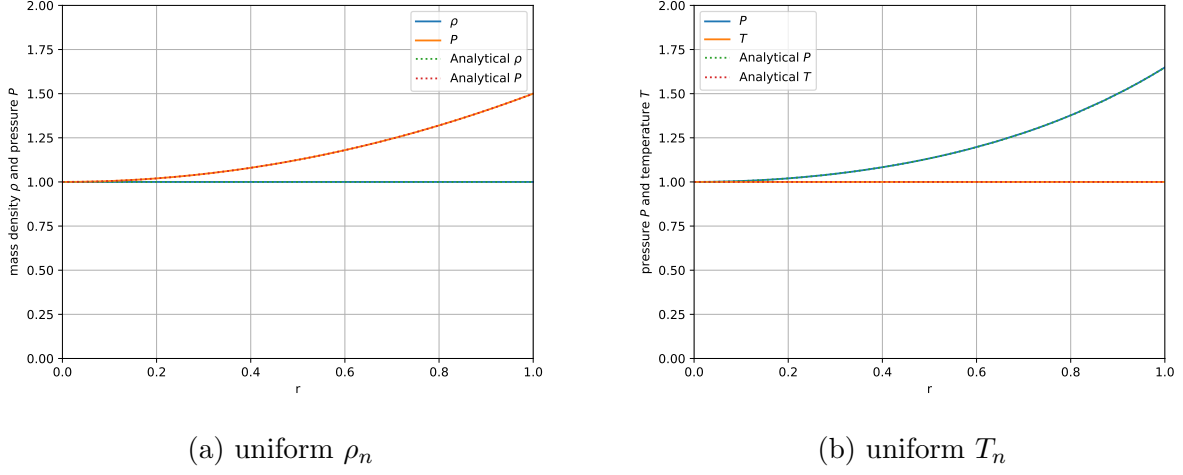 2.00
1.75
1.50
1.25
1.00
0.75
0.50
0.25
0.00
mass density ρ and pressure P
0.0 0.2 0.4 0.6 0.8 1.0
r
ρ
P
Analytical ρ
Analytical P
(a) uniform ρₙ
2.00
1.75
1.50
1.25
1.00
0.75
0.50
0.25
0.00
pressure P and temperature T
0.0 0.2 0.4 0.6 0.8 1.0
r
P
T
Analytical P
Analytical T
(b) uniform Tₙ